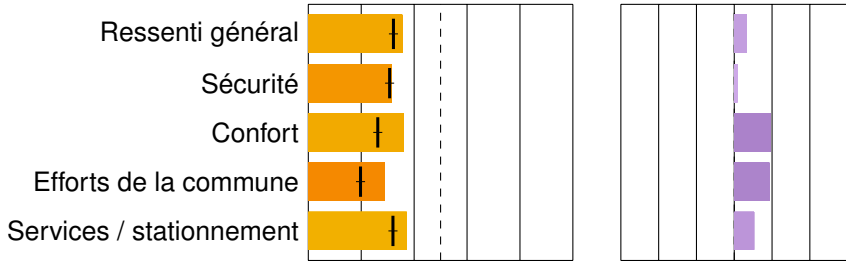 Ressenti général
Sécurité
Confort
Efforts de la commune
Services / stationnement